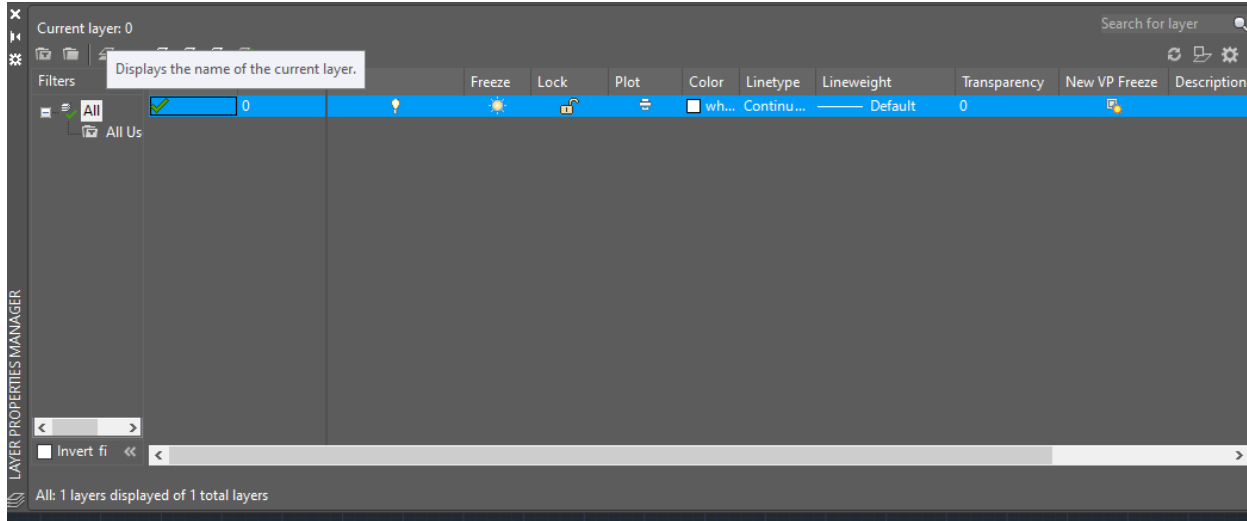 Current layer: 0
Search for layer
Displays the name of the current layer.
Filters Freeze Lock Plot Color Linetype Lineweight Transparency New VP Freeze Description
All 0 wh... Continu... Default 0
All Us
LAYER PROPERTIES MANAGER
Invert fi
All: 1 layers displayed of 1 total layers